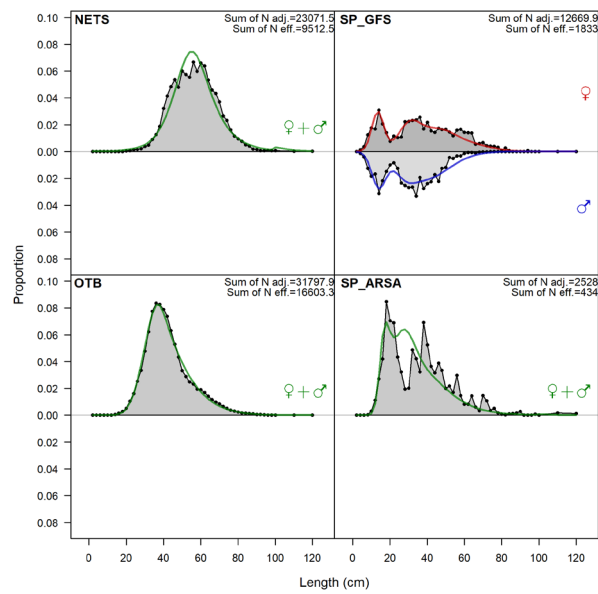 NETS
Sum of N adj.=23071.5
Sum of N eff.=9512.5
♀+♂
SP_GFS
Sum of N adj.=12669.9
Sum of N eff.=1833
♀
♂
0.10
0.08
0.06
0.04
0.02
0.00
0.02
0.04
0.06
0.08
OTB
Sum of N adj.=31797.9
Sum of N eff.=16603.3
♀+♂
SP_ARSA
Sum of N adj.=2528
Sum of N eff.=434
♀+♂
0.10
0.08
0.06
0.04
0.02
0.00
0.02
0.04
0.06
0.08
Proportion
0 20 40 60 80 100 120
0 20 40 60 80 100 120
Length (cm)